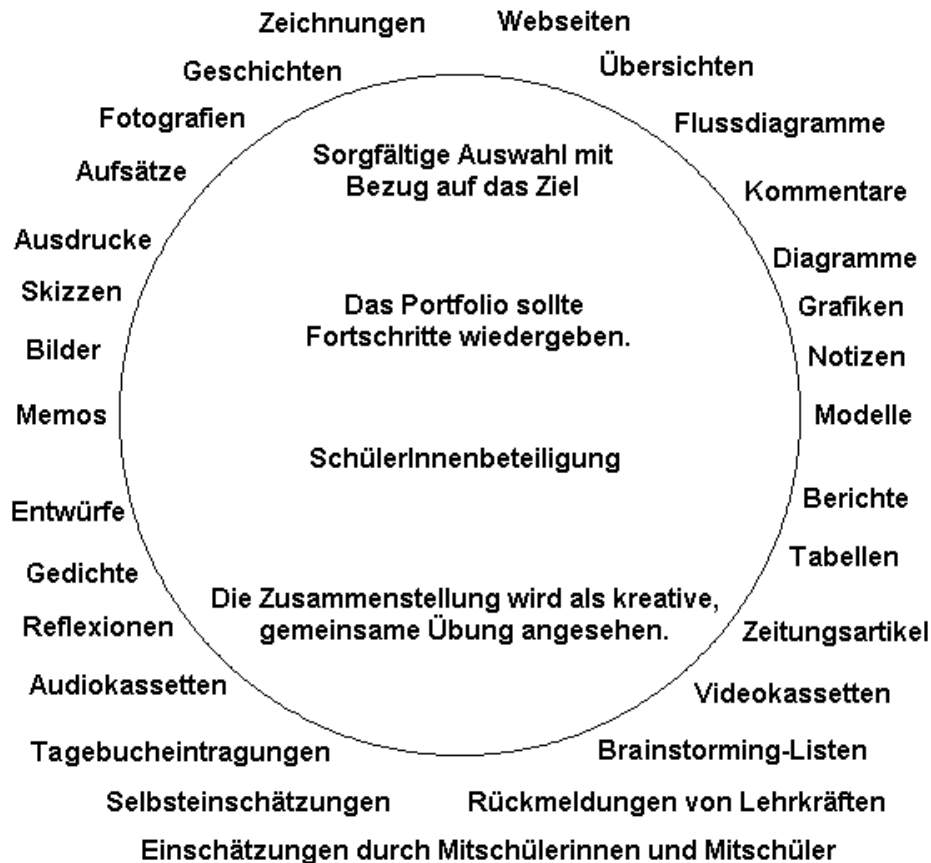 Zeichnungen
Webseiten
Geschichten
Übersichten
Fotografien
Flussdiagramme
Sorgfältige Auswahl mit
Bezug auf das Ziel
Aufsätze
Kommentare
Ausdrucke
Diagramme
Skizzen
Grafiken
Das Portfolio sollte
Fortschritte wiedergeben.
Bilder
Notizen
Memos
Modelle
SchülerInnenbeteiligung
Entwürfe
Berichte
Gedichte
Tabellen
Die Zusammenstellung wird als kreative,
gemeinsame Übung angesehen.
Reflexionen
Zeitungsartikel
Audiokassetten
Videokassetten
Tagebucheintragungen
Brainstorming-Listen
Selbsteinschätzungen
Rückmeldungen von Lehrkräften
Einschätzungen durch Mitschülerinnen und Mitschüler